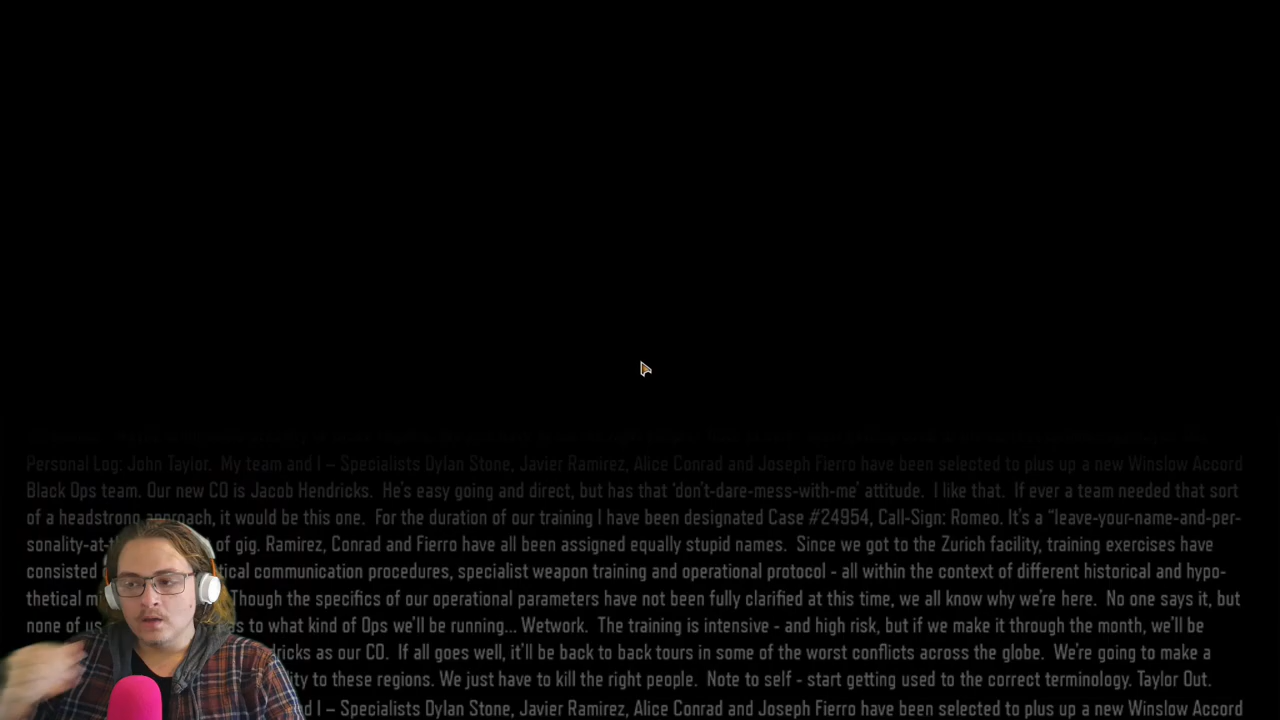 Personal Log: John Taylor. My team and I – Specialists Dylan Stone, Javier Ramirez, Alice Conrad and Joseph Fierro have been selected to plus up a new Winslow Accord
Black Ops team. Our new CO is Jacob Hendricks. He's easy going and direct, but has that 'don't-dare-mess-with-me' attitude. I like that. If ever a team needed that sort
of a headstrong approach, it would be this one. For the duration of our training I have been designated Case #24954, Call-Sign: Romeo. It's a "leave-your-name-and-per-
sonality-at- of gig. Ramirez, Conrad and Fierro have all been assigned equally stupid names. Since we got to the Zurich facility, training exercises have
consisted ical communication procedures, specialist weapon training and operational protocol - all within the context of different historical and hypo-
thetical m Though the specifics of our operational parameters have not been fully clarified at this time, we all know why we're here. No one says it, but
none of us as to what kind of Ops we'll be running... Wetwork. The training is intensive - and high risk, but if we make it through the month, we'll be
ricks as our CO. If all goes well, it'll be back to back tours in some of the worst conflicts across the globe. We're going to make a
ity to these regions. We just have to kill the right people. Note to self - start getting used to the correct terminology. Taylor Out.
d I – Specialists Dylan Stone, Javier Ramirez, Alice Conrad and Joseph Fierro have been selected to plus up a new Winslow Accord